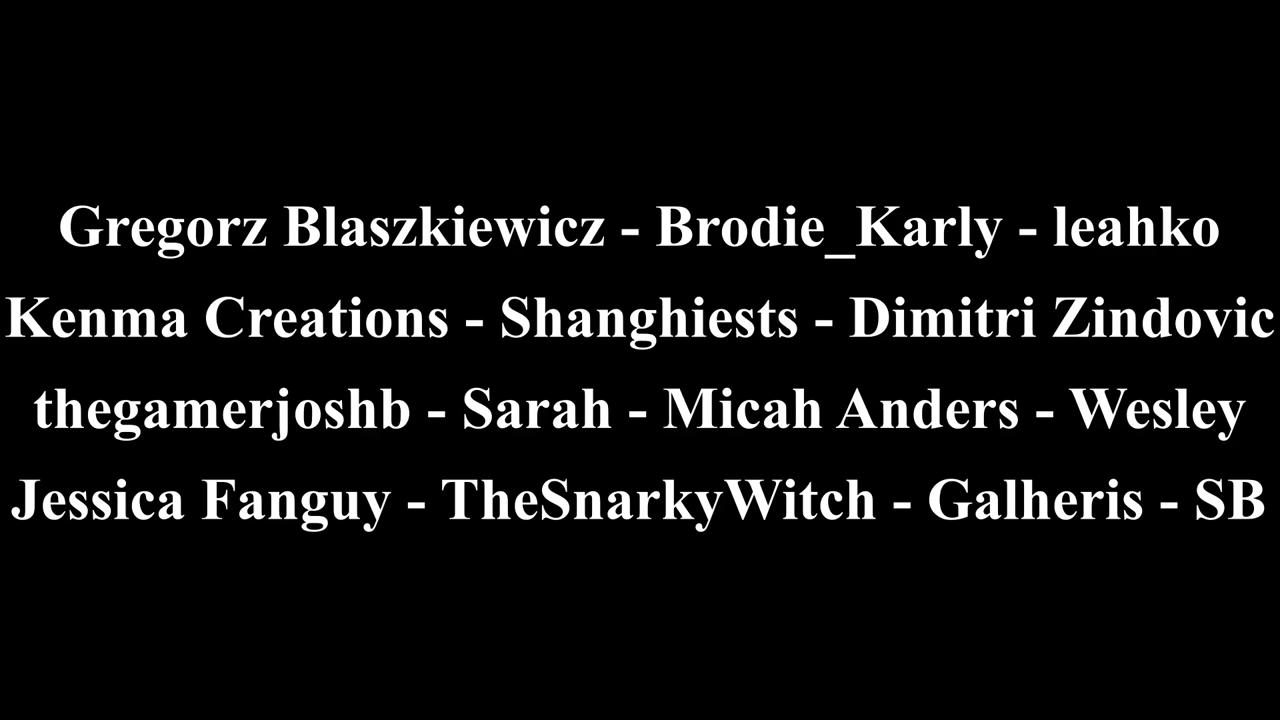 Gregorz Blaszkiewicz - Brodie_Karly - leahko
Kenma Creations - Shanghiests - Dimitri Zindovic
thegamerjoshb - Sarah - Micah Anders - Wesley
Jessica Fanguy - TheSnarkyWitch - Galheris - SB